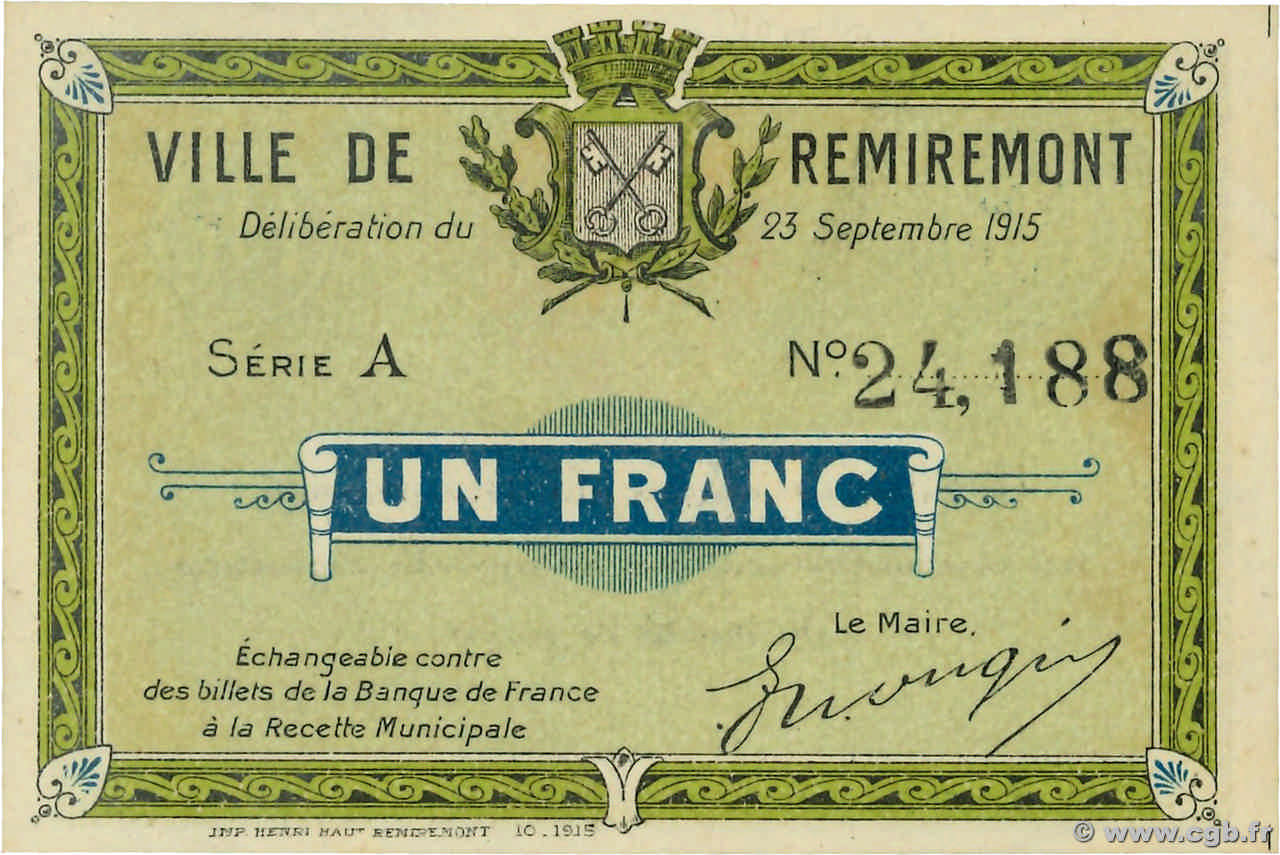 VILLE DE REMIREMONT
Délibération du 23 Septembre 1915
SÉRIE A
No. 24,188
UN FRANC
Le Maire,
Échangeable contre
des billets de la Banque de France
à la Recette Municipale
IMP. HENRI HAUT REMIREMONT 10.1915
© www.cgb.fr